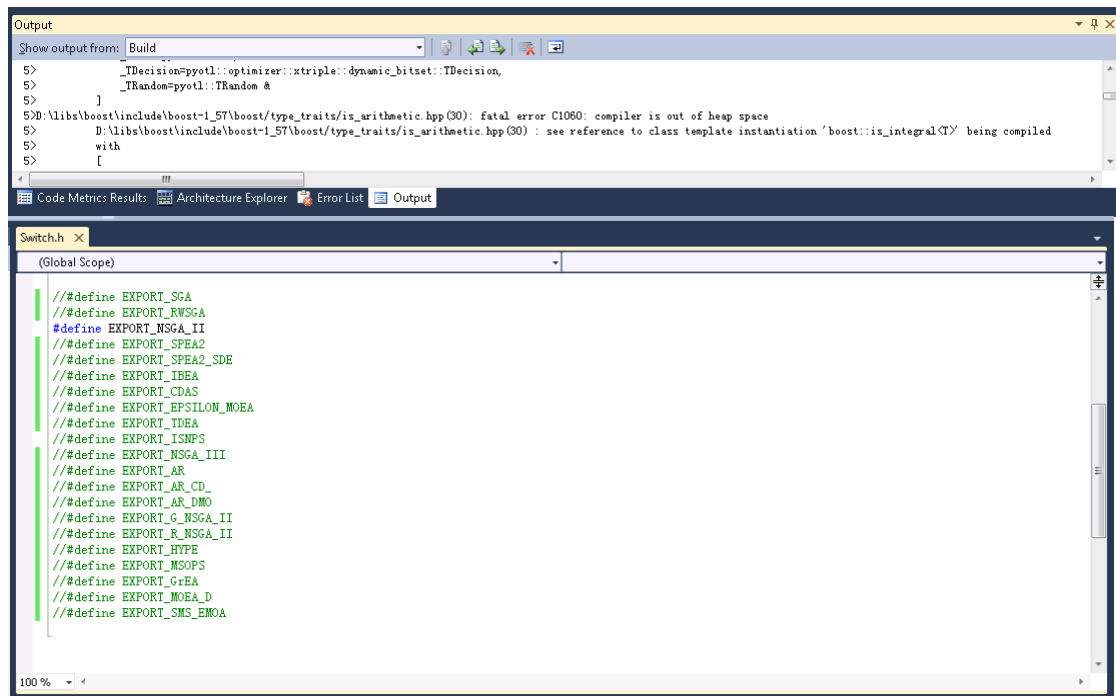 Output
Show output from: Build
5> _TDecision=pyotl::optimizer::xtriple::dynamic_bitset::TDecision,
5> _TRandom=pyotl::TRandom &
5> ]
5>D:\libs\boost\include\boost-1_57\boost/type_traits/is_arithmetic.hpp(30): fatal error C1060: compiler is out of heap space
5> D:\libs\boost\include\boost-1_57\boost/type_traits/is_arithmetic.hpp(30) : see reference to class template instantiation 'boost::is_integral<T>' being compiled
5> with
5> [
Code Metrics Results Architecture Explorer Error List Output
Switch.h
(Global Scope)
//#define EXPORT_SGA
//#define EXPORT_RWSGA
#define EXPORT_NSGA_II
//#define EXPORT_SPEA2
//#define EXPORT_SPEA2_SDE
//#define EXPORT_IBEA
//#define EXPORT_CDAS
//#define EXPORT_EPSILON_MOEA
//#define EXPORT_TDEA
//#define EXPORT_ISNPS
//#define EXPORT_NSGA_III
//#define EXPORT_AR
//#define EXPORT_AR_CD_
//#define EXPORT_AR_DMO
//#define EXPORT_G_NSGA_II
//#define EXPORT_R_NSGA_II
//#define EXPORT_HYPE
//#define EXPORT_MSOPS
//#define EXPORT_GrEA
//#define EXPORT_MOEA_D
//#define EXPORT_SMS_EMOA
100 %